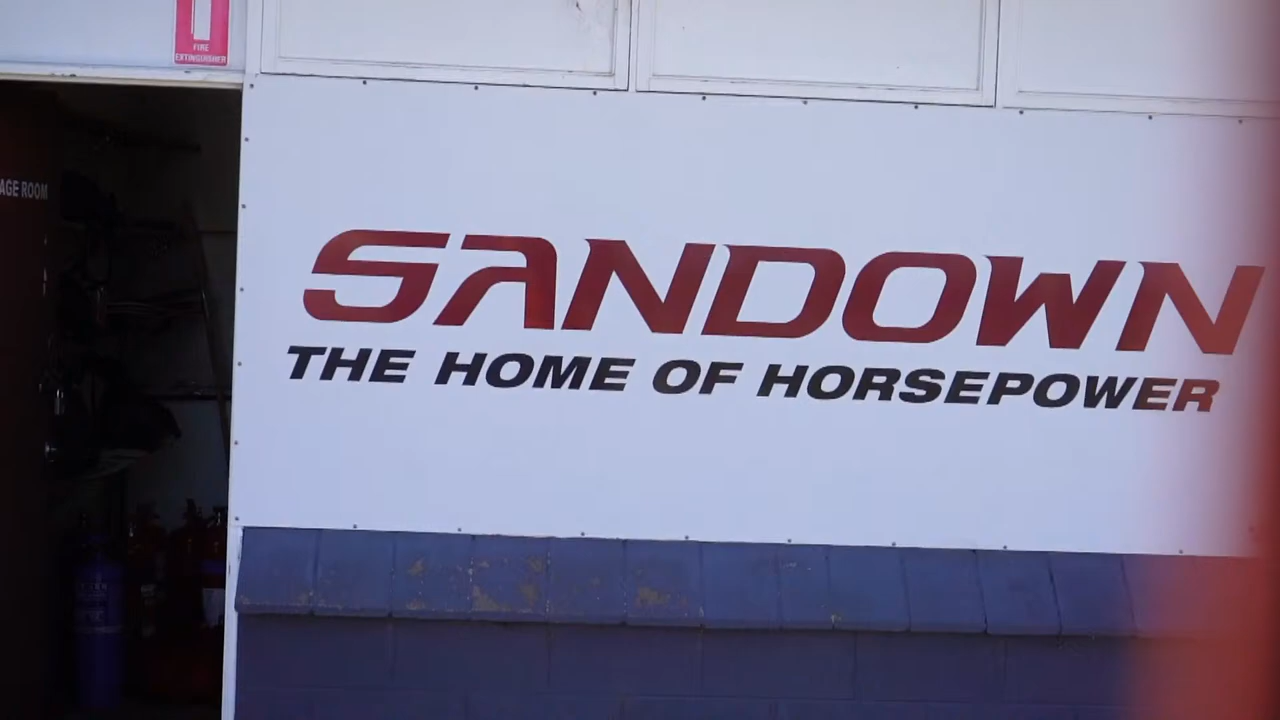 FIRE
EXTINGUISHER
AGE ROOM
SANDOWN
THE HOME OF HORSEPOWER